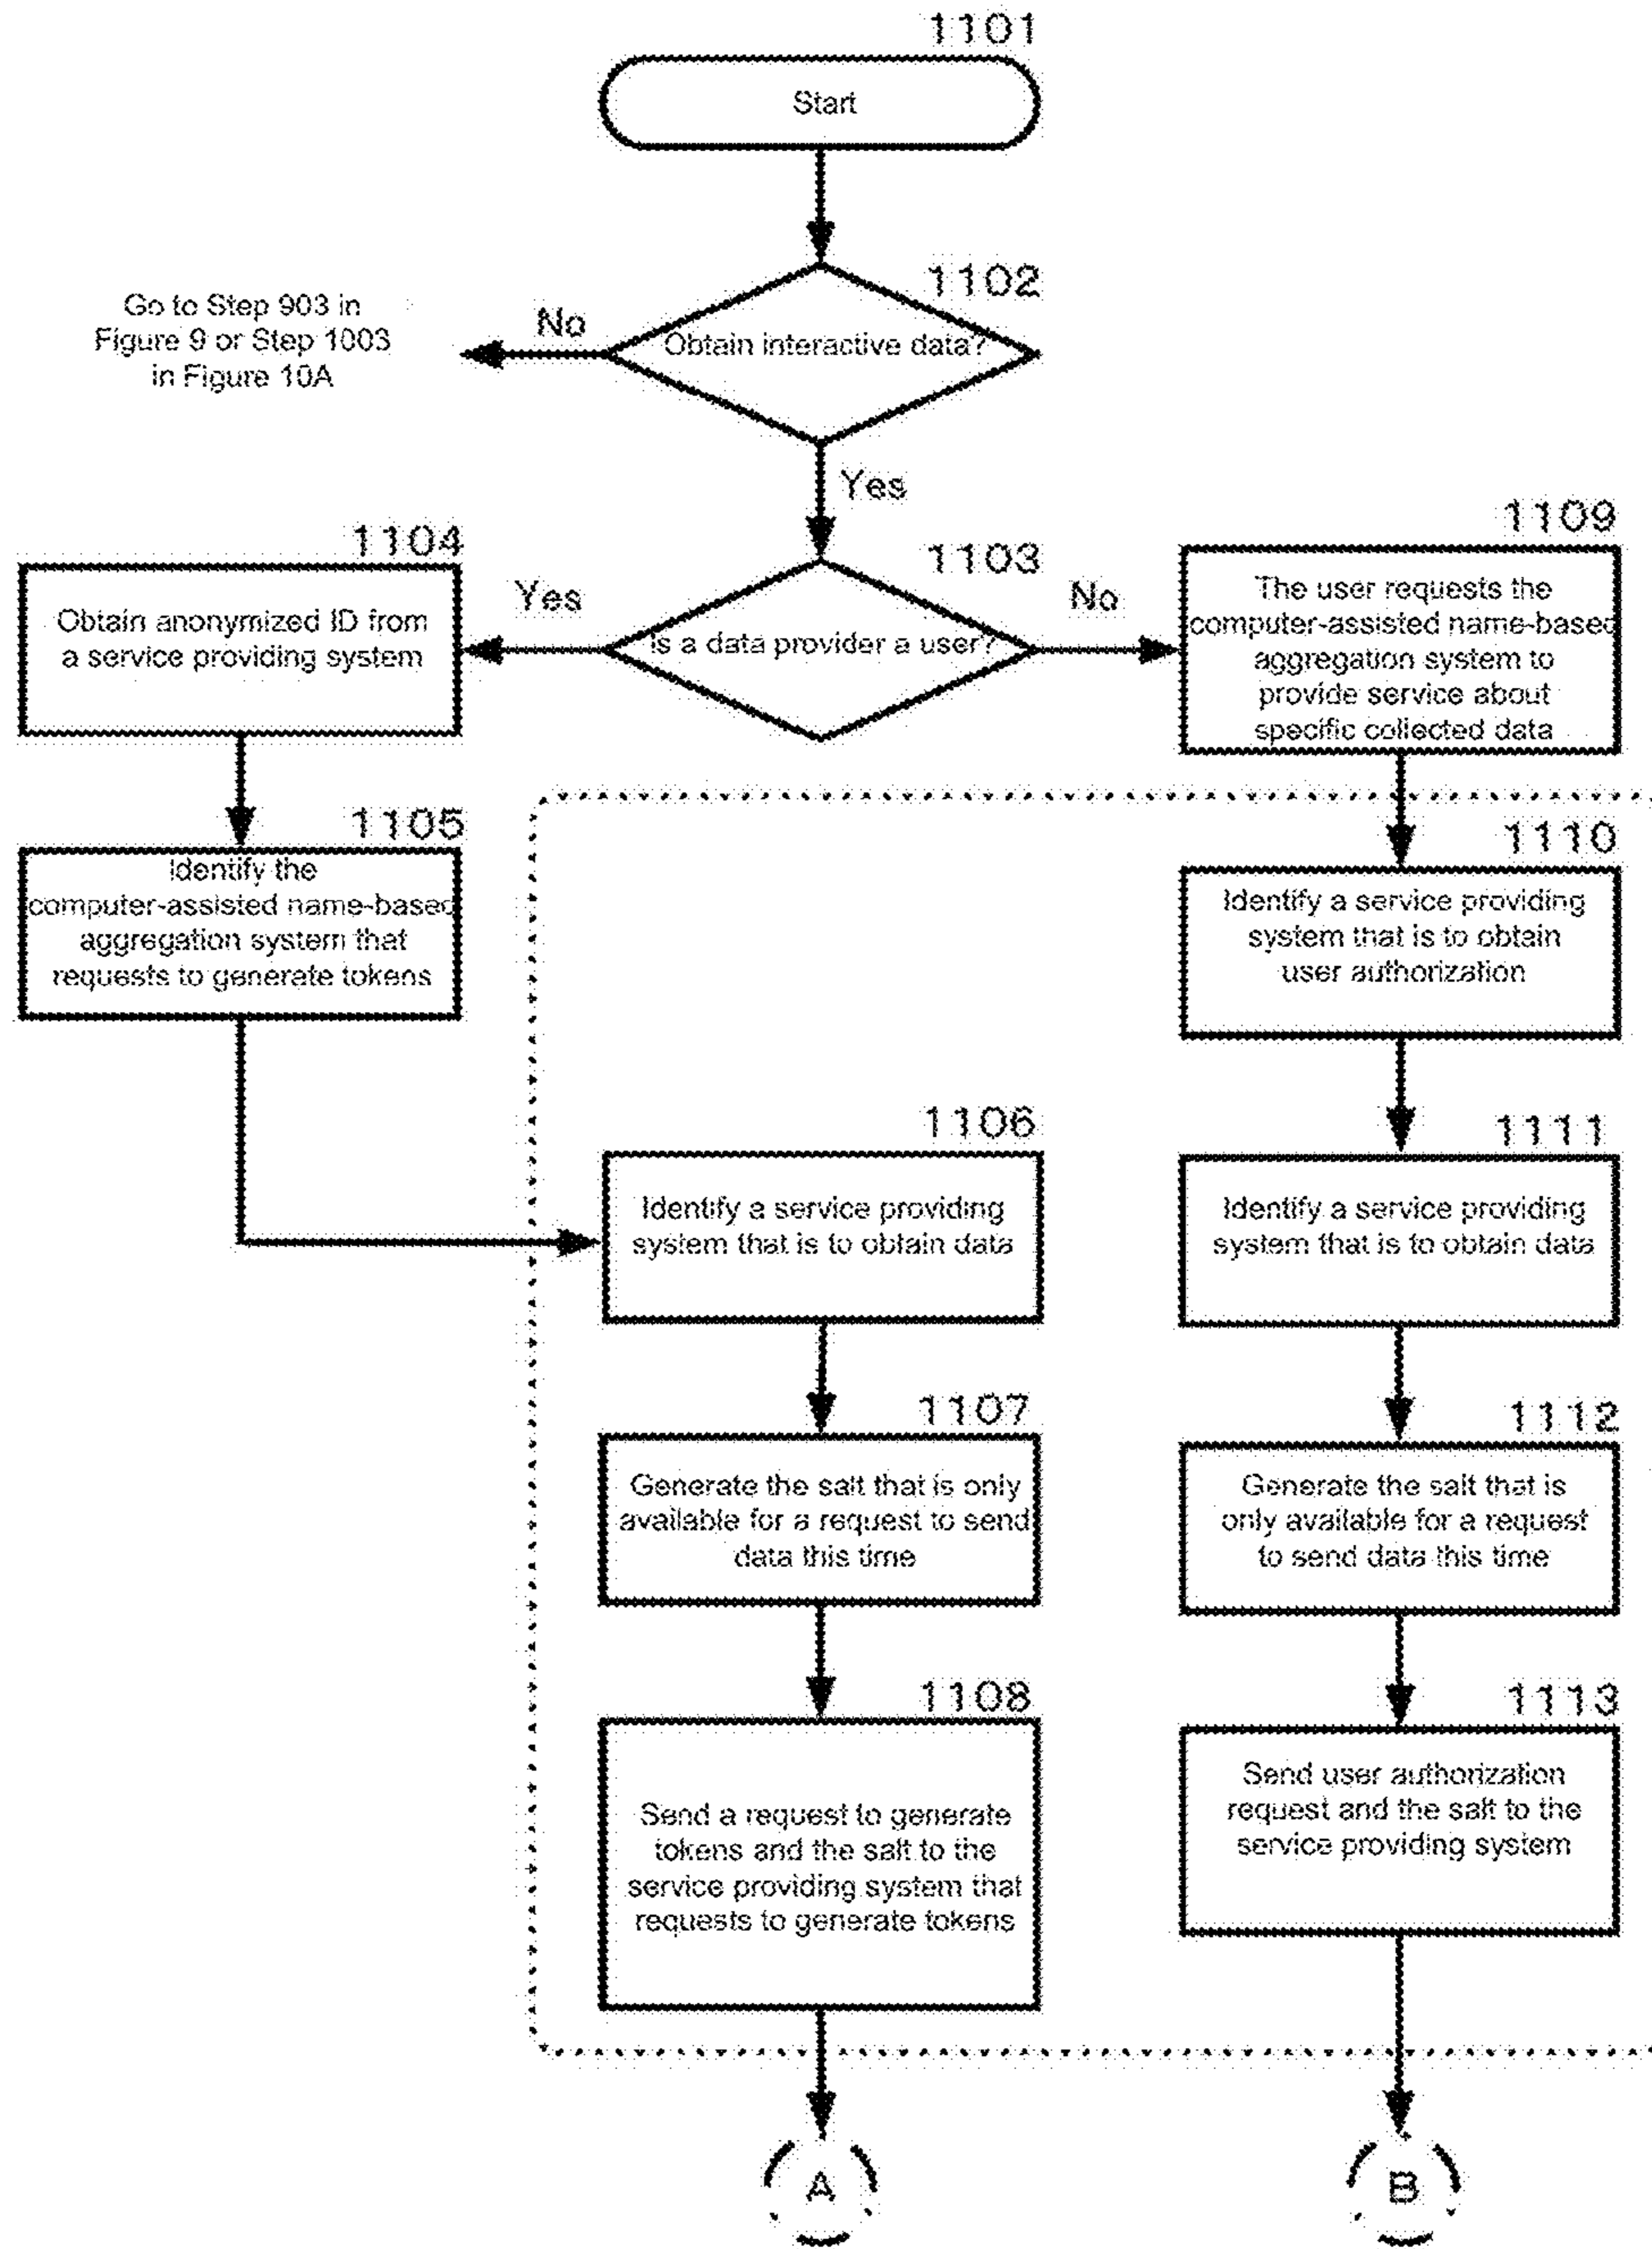 1101
Start
1102
Obtain interactive data?
No
Go to Step 903 in
Figure 9 or Step 1003
in Figure 10A
Yes
1103
Is a data provider a user?
Yes
No
1104
Obtain anonymized ID from
a service providing system
1109
The user requests the
computer-assisted name-based
aggregation system to
provide service about
specific collected data
1105
Identify the
computer-assisted name-based
aggregation system that
requests to generate tokens
1110
Identify a service providing
system that is to obtain
user authorization
1106
Identify a service providing
system that is to obtain data
1111
Identify a service providing
system that is to obtain data
1107
Generate the salt that is only
available for a request to send
data this time
1112
Generate the salt that is
only available for a request
to send data this time
1108
Send a request to generate
tokens and the salt to the
service providing system that
requests to generate tokens
1113
Send user authorization
request and the salt to the
service providing system
A
B